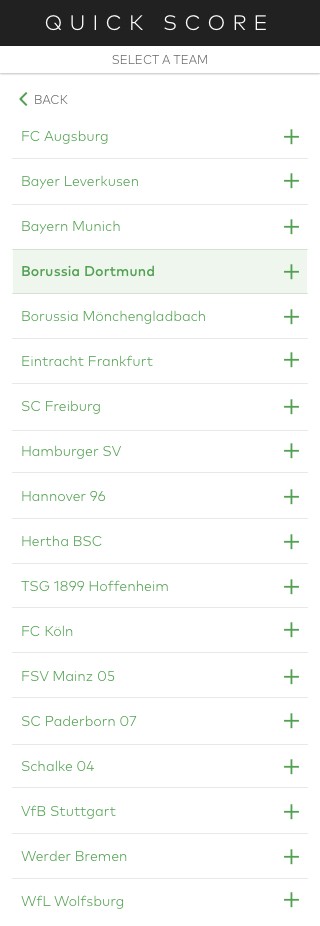 QUICK SCORE
SELECT A TEAM
BACK
FC Augsburg
Bayer Leverkusen
Bayern Munich
Borussia Dortmund
Borussia Mönchengladbach
Eintracht Frankfurt
SC Freiburg
Hamburger SV
Hannover 96
Hertha BSC
TSG 1899 Hoffenheim
FC Köln
FSV Mainz 05
SC Paderborn 07
Schalke 04
VfB Stuttgart
Werder Bremen
WfL Wolfsburg